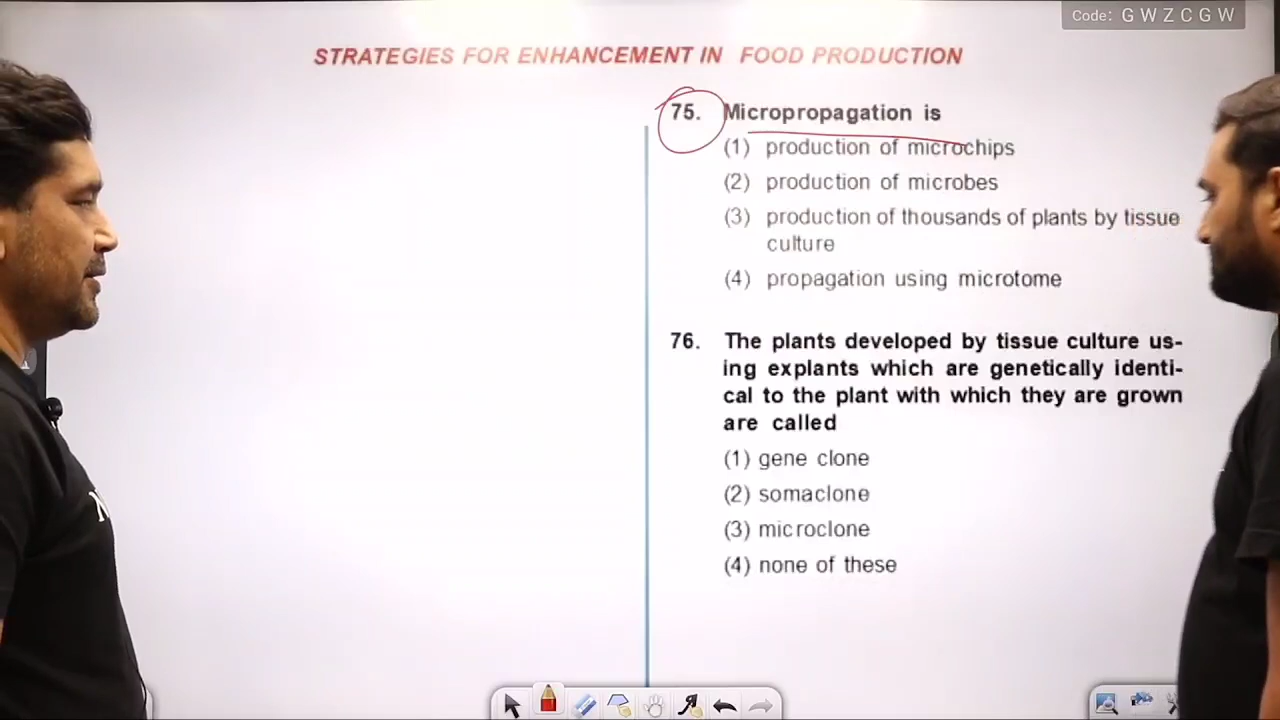 Code: G W Z C G W
STRATEGIES FOR ENHANCEMENT IN FOOD PRODUCTION
75. Micropropagation is
(1) production of microchips
(2) production of microbes
(3) production of thousands of plants by tissue
culture
(4) propagation using microtome
76. The plants developed by tissue culture us-
ing explants which are genetically identi-
cal to the plant with which they are grown
are called
(1) gene clone
(2) somaclone
(3) microclone
(4) none of these